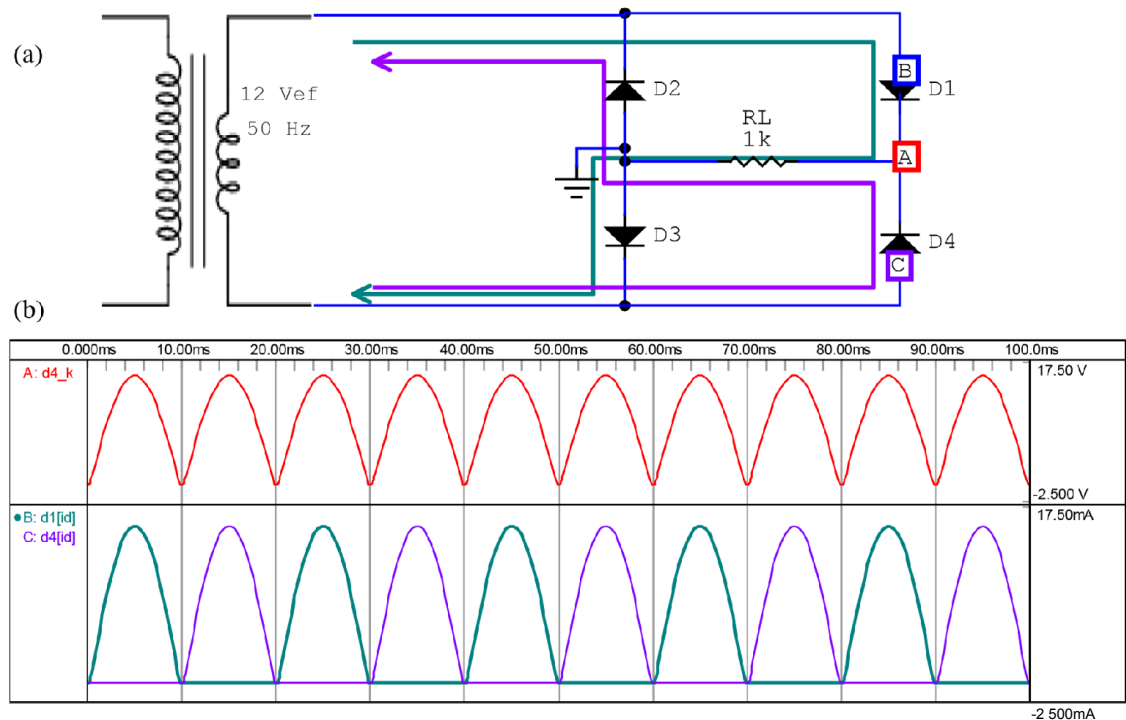 (a)
12 Vef
50 Hz
D2
B
D1
RL
1k
A
D3
D4
C
(b)
0.000ms 10.00ms 20.00ms 30.00ms 40.00ms 50.00ms 60.00ms 70.00ms 80.00ms 90.00ms 100.0ms
A: d4_k
17.50 V
-2.500 V
B: d1[id]
17.50mA
C: d4[id]
-2 500mA